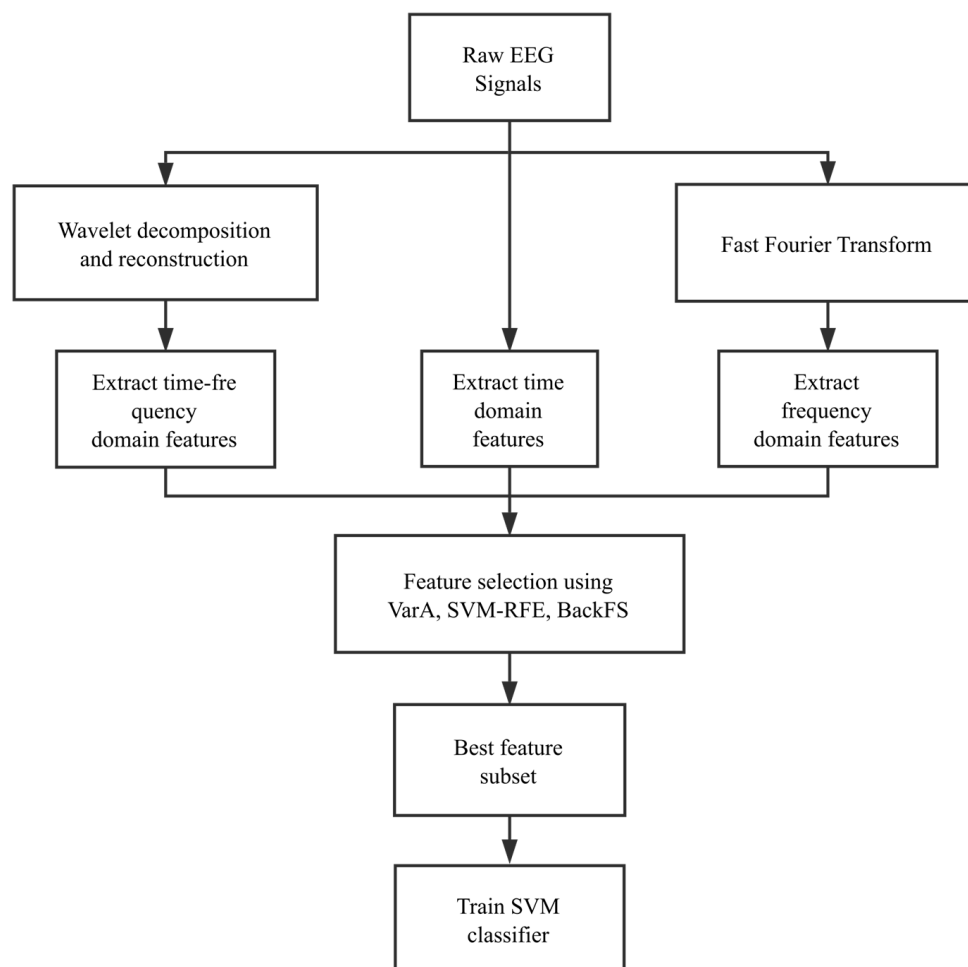 Raw EEG
Signals
Wavelet decomposition
and reconstruction
Fast Fourier Transform
Extract time-fre
quency
domain features
Extract time
domain
features
Extract
frequency
domain features
Feature selection using
VarA, SVM-RFE, BackFS
Best feature
subset
Train SVM
classifier